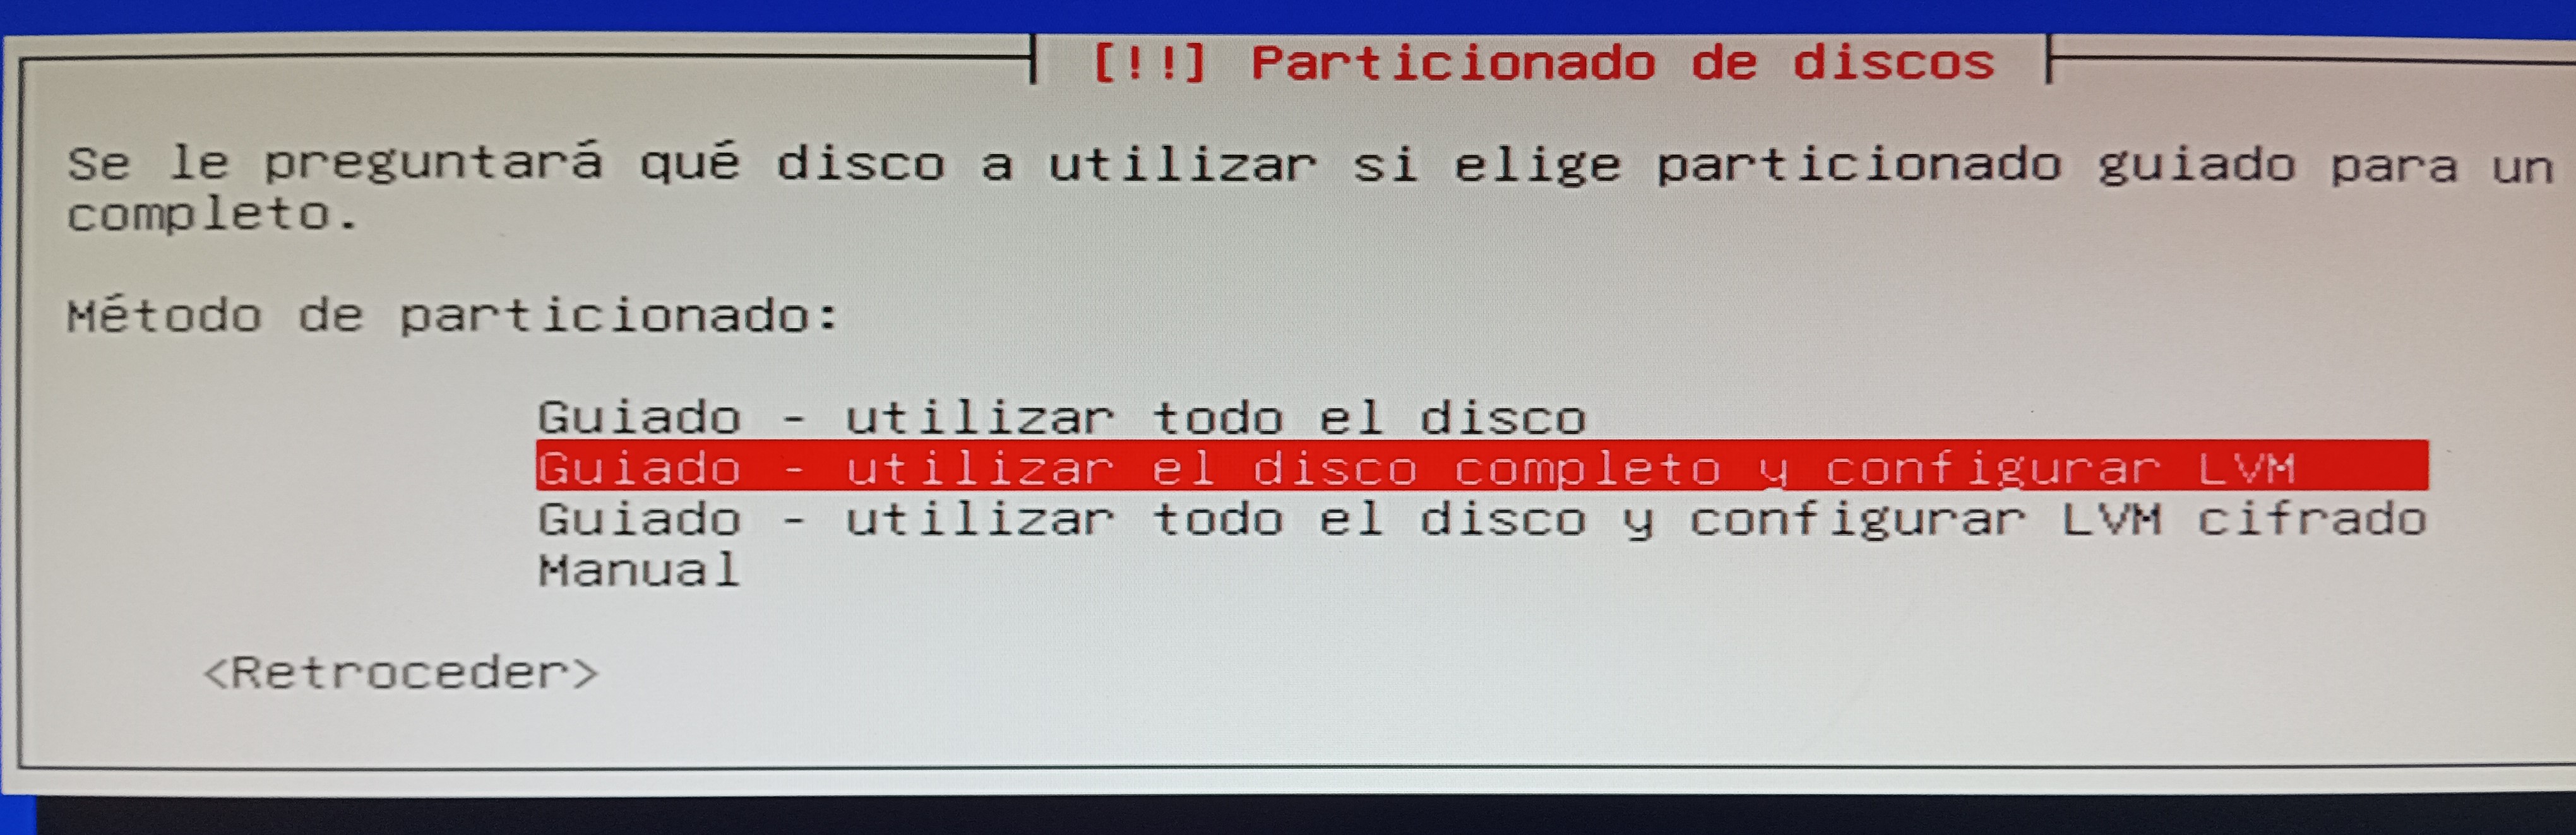 [!!] Particionado de discos
Se le preguntará qué disco a utilizar si elige particionado guiado para un
completo.
Método de particionado:
Guiado - utilizar todo el disco
Guiado - utilizar el disco completo y configurar LVM
Guiado - utilizar todo el disco y configurar LVM cifrado
Manual
<Retroceder>